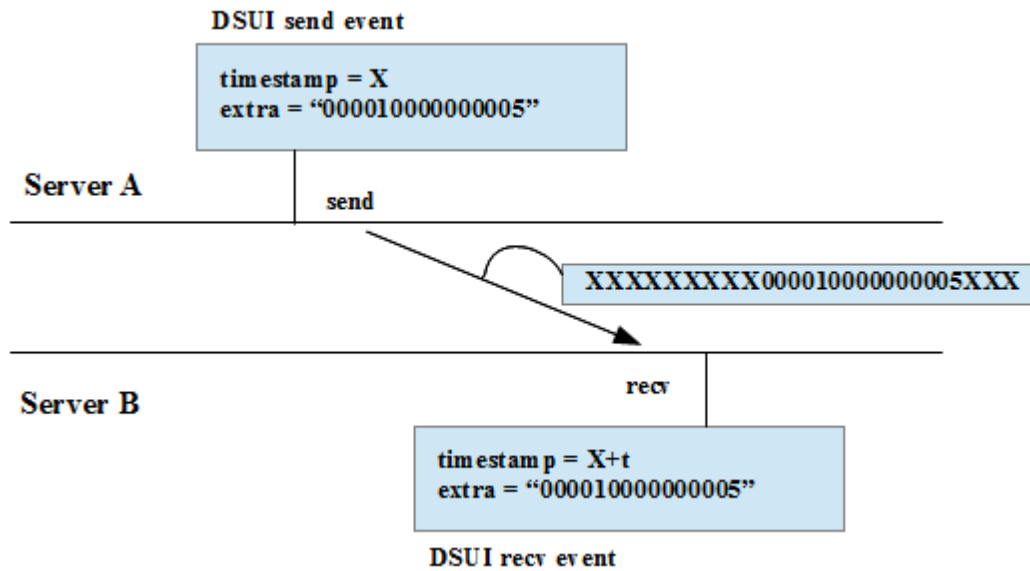 DSUI send event
timestamp = X
extra = “000010000000005”
Server A
send
XXXXXXXXX000010000000005XXX
recv
Server B
timestamp = X+t
extra = “000010000000005”
DSUI recv event